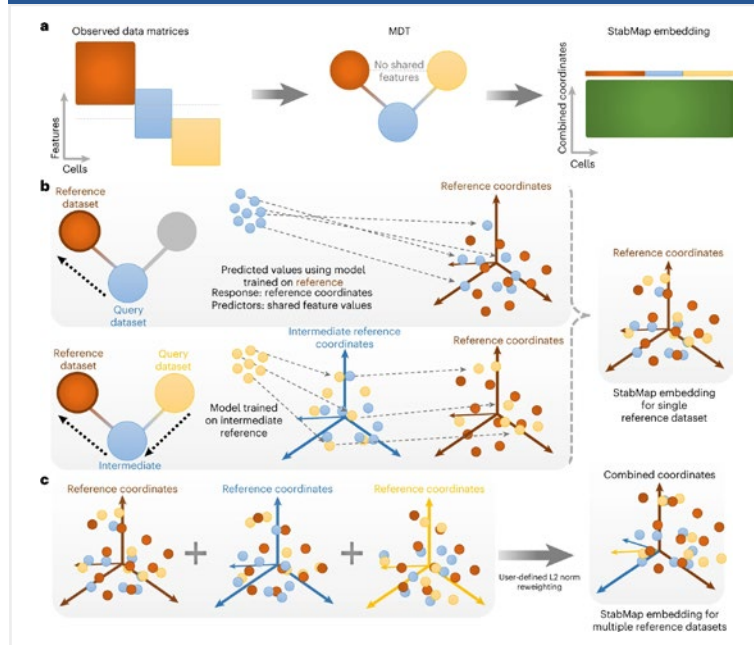 a
Observed data matrices
MDT
StabMap embedding
No shared
features
Features
Cells
Combined coordinates
Cells
b
Reference
dataset
Query
dataset
Predicted values using model
trained on reference
Response: reference coordinates
Predictors: shared feature values
Reference coordinates
Reference
dataset
Query
dataset
Intermediate
Model trained
on intermediate
reference
Intermediate reference
coordinates
Reference coordinates
Reference coordinates
StabMap embedding
for single
reference dataset
c
Reference coordinates
+
Reference coordinates
+
Reference coordinates
User-defined L2 norm
reweighting
Combined coordinates
StabMap embedding for
multiple reference datasets